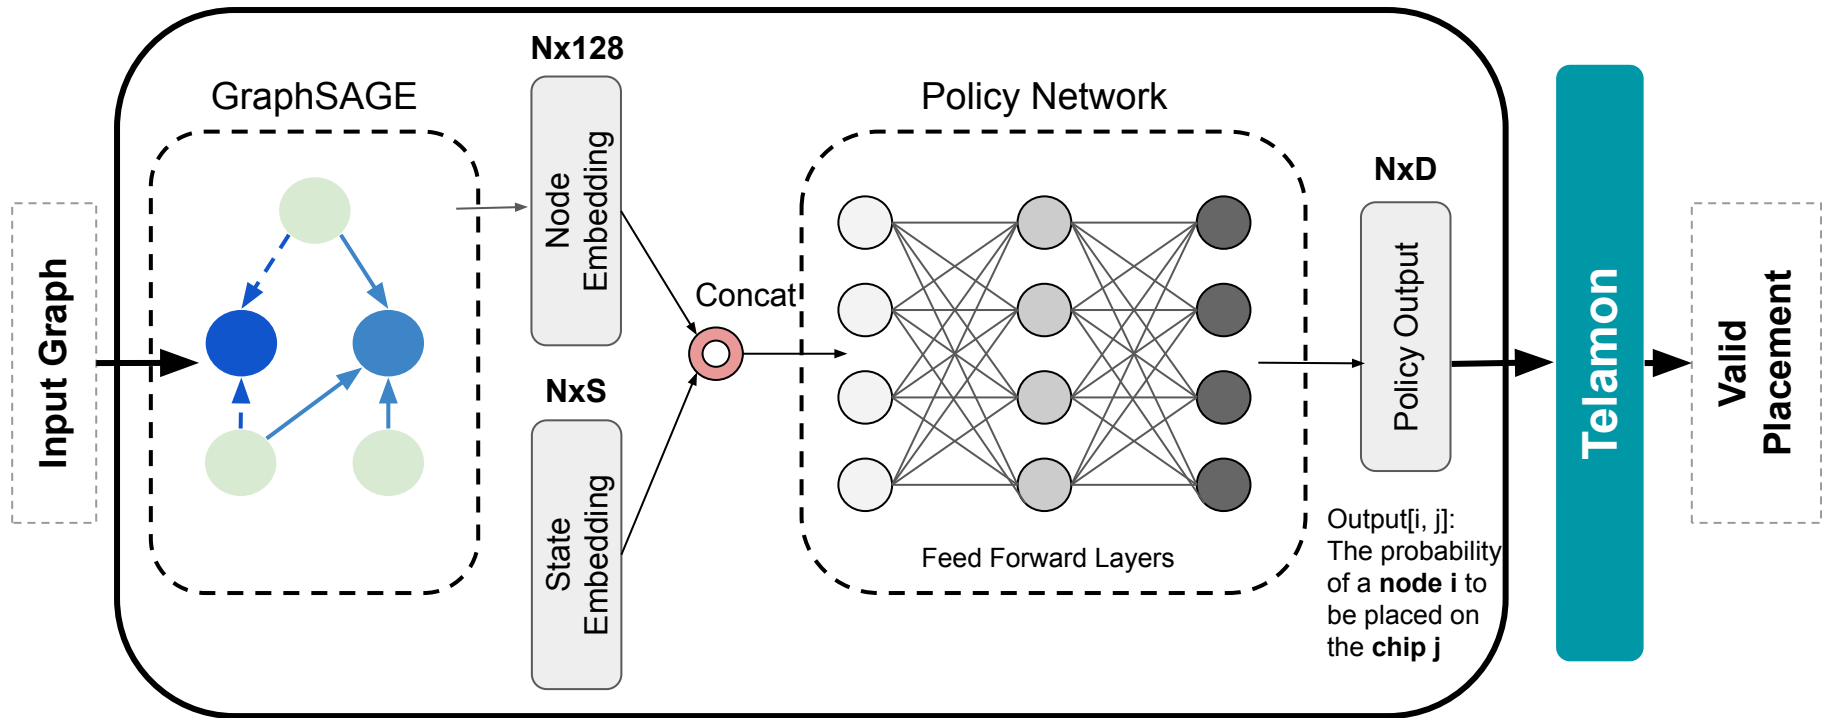 Input Graph
GraphSAGE
Nx128
Node
Embedding
NxS
State
Embedding
Concat
Policy Network
Feed Forward Layers
NxD
Policy Output
Output[i, j]:
The probability
of a node i to
be placed on
the chip j
Telamon
Valid
Placement